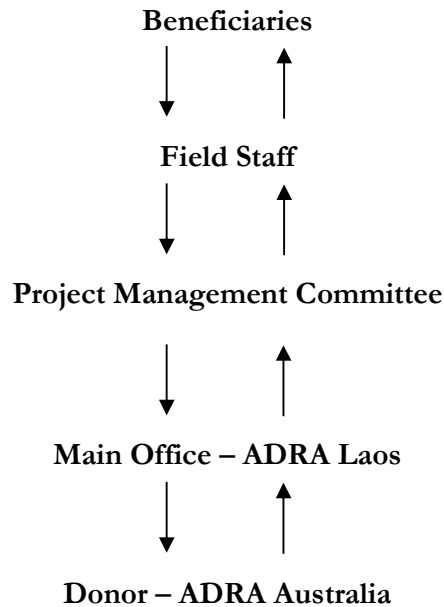 Beneficiaries
Field Staff
Project Management Committee
Main Office – ADRA Laos
Donor – ADRA Australia